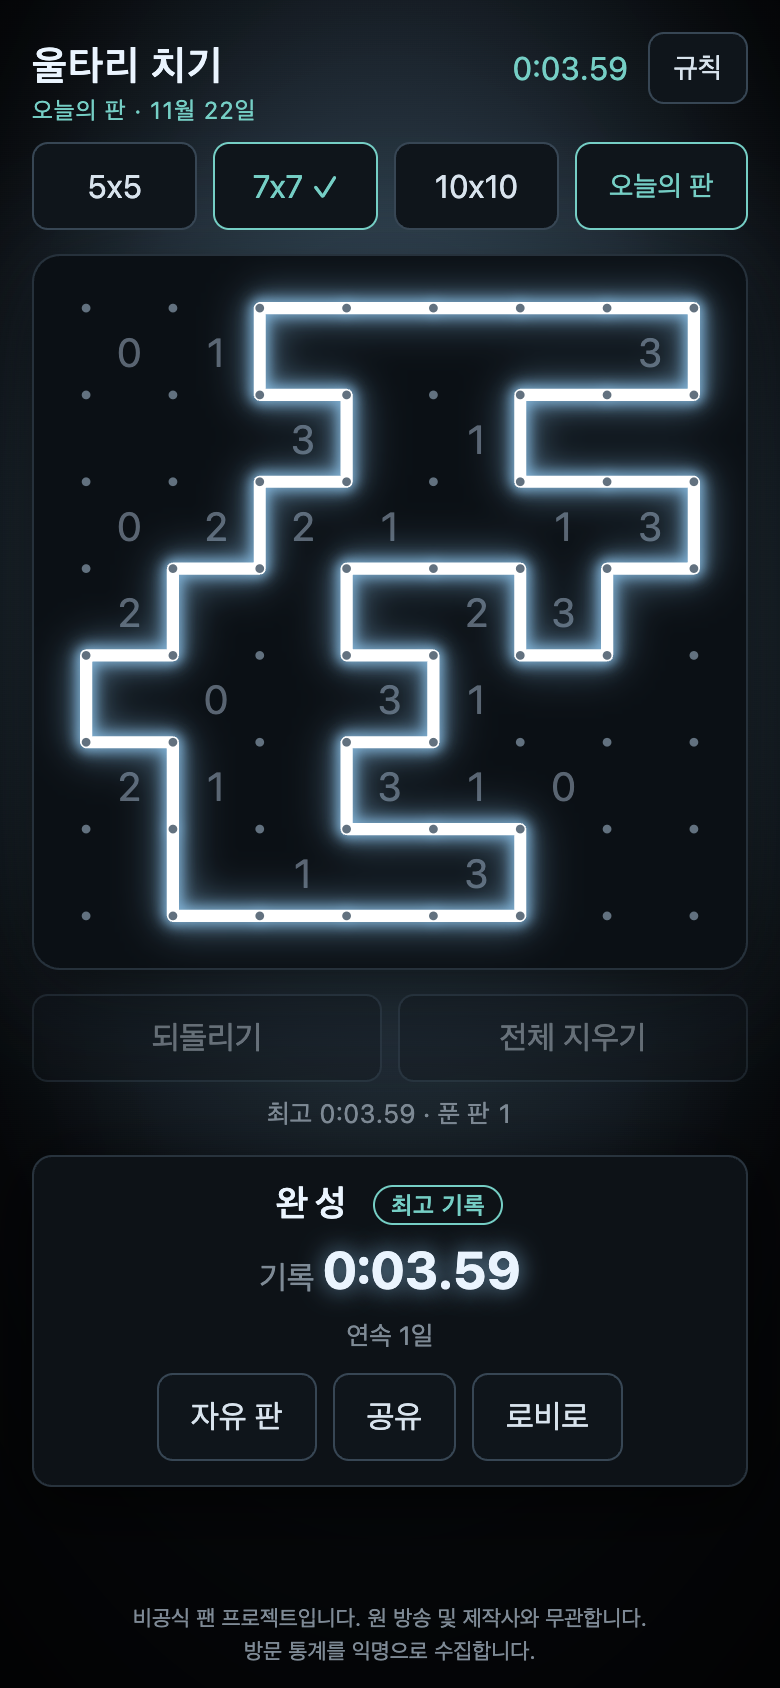 울타리 치기
0:03.59
규칙
오늘의 판 · 11월 22일
5x5
7x7 ✓
10x10
오늘의 판
0 1 3
3 1
0 2 2 1 1 3
2 2 3
0 3 1
2 1 3 1 0
1 3
되돌리기
전체 지우기
최고 0:03.59 · 푼 판 1
완성
최고 기록
기록 0:03.59
연속 1일
자유 판
공유
로비로
비공식 팬 프로젝트입니다. 원 방송 및 제작사와 무관합니다.
방문 통계를 익명으로 수집합니다.